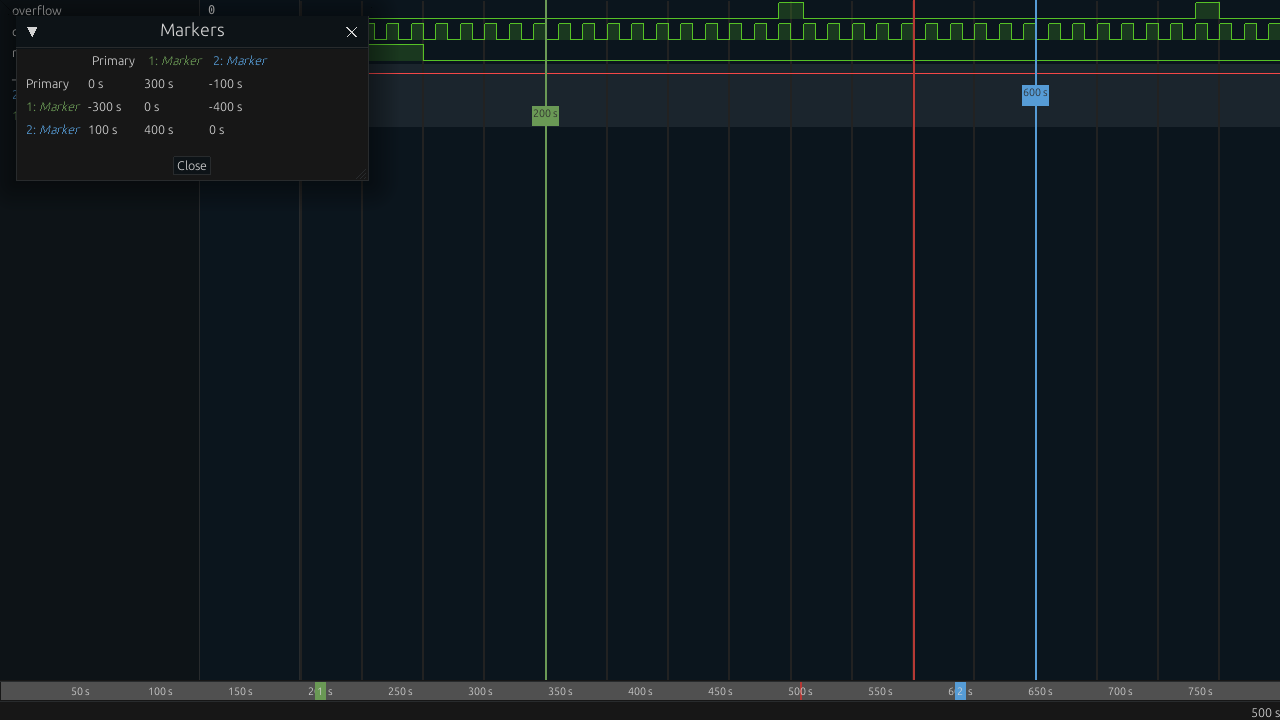 overflow 0
Markers
Primary 1: Marker 2: Marker
Primary 0 s 300 s -100 s
1: Marker -300 s 0 s -400 s
2: Marker 100 s 400 s 0 s
Close
600 s
200 s
50 s 100 s 150 s 1 s 250 s 300 s 350 s 400 s 450 s 500 s 550 s 2 s 650 s 700 s 750 s
500 s